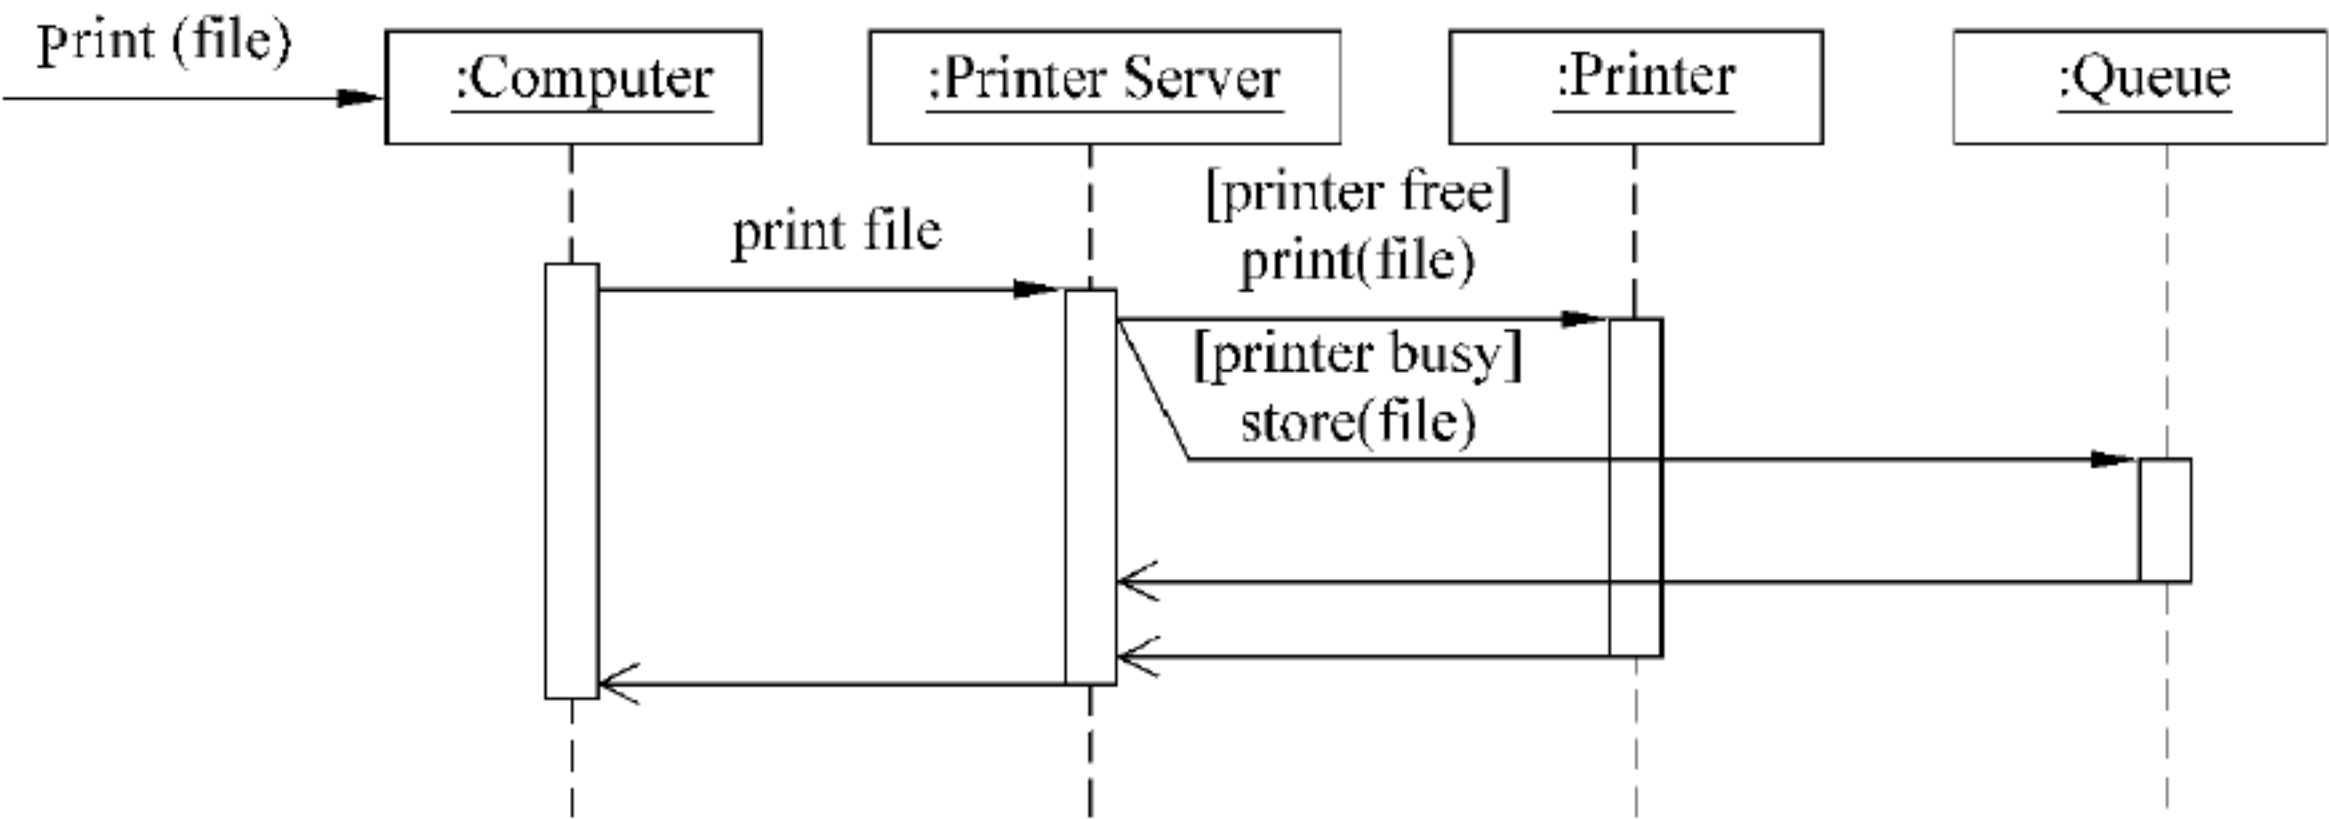 Print (file)
:Computer
:Printer Server
:Printer
:Queue
print file
[printer free]
print(file)
[printer busy]
store(file)